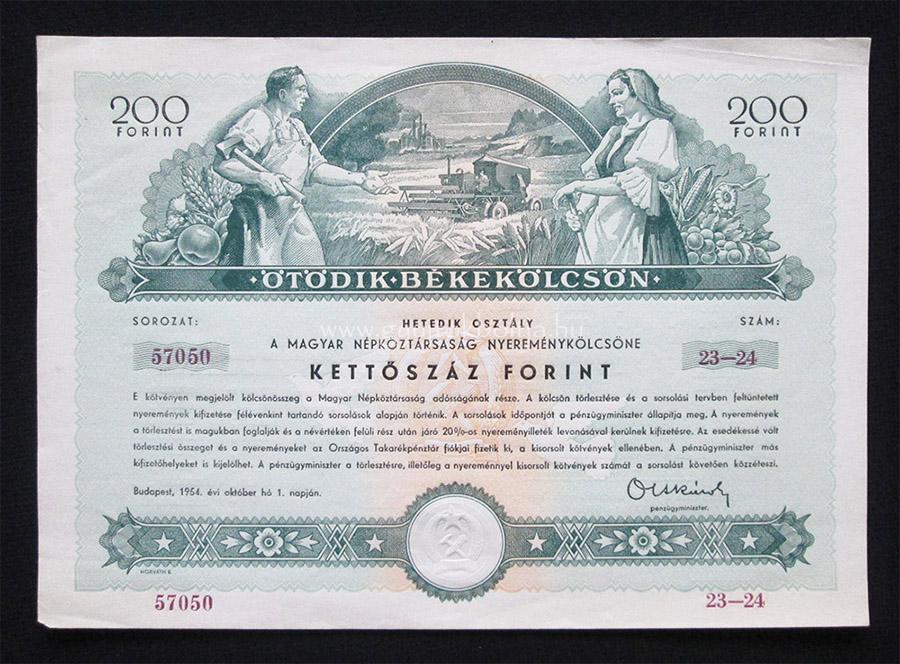 200
FORINT
200
FORINT
·ÖTÖDIK·BÉKEKÖLCSÖN·
SOROZAT:
HETEDIK OSZTÁLY
SZÁM:
A MAGYAR NÉPKÖZTÁRSASÁG NYEREMÉNYKÖLCSÖNE
57050
23—24
KETTŐSZÁZ FORINT
E kötvényen megjelölt kölcsönösszeg a Magyar Népköztársaság adósságának része. A kölcsön törlesztése és a sorsolási tervben feltüntetett
nyeremények kifizetése félévenkint tartandó sorsolások alapján történik. A sorsolások időpontját a pénzügyminiszter állapítja meg. A nyeremények
a törlesztést is magukban foglalják és a névértéken felüli rész után járó 20%-os nyereményilleték levonásával kerülnek kifizetésre. Az esedékessé vált
törlesztési összeget és a nyereményeket az Országos Takarékpénztár fiókjai fizetik ki, a kisorsolt kötvények ellenében. A pénzügyminiszter más
kifizetőhelyeket is kijelölhet. A pénzügyminiszter a törlesztésre, illetőleg a nyereménnyel kisorsolt kötvények számát a sorsolást követően közzéteszi.
Budapest, 1954. évi október hó 1. napján.
pénzügyminiszter.
HORVÁTH E.
57050
23—24